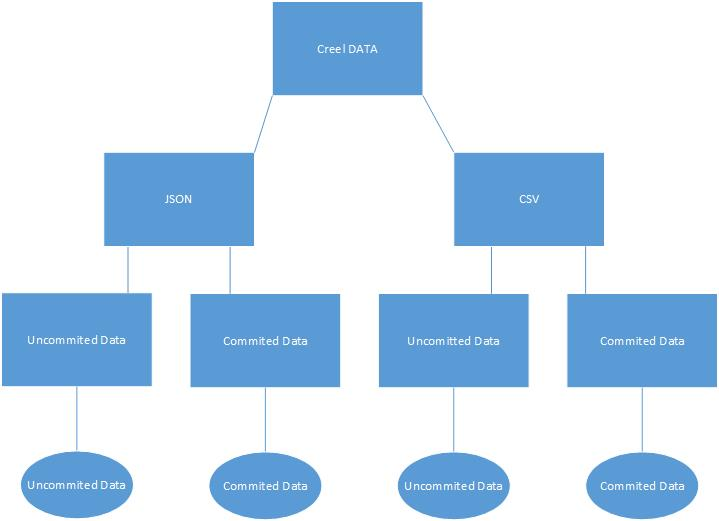 Creel DATA
JSON
CSV
Uncommited Data
Commited Data
Uncomitted Data
Commited Data
Uncommited Data
Commited Data
Uncommited Data
Commited Data